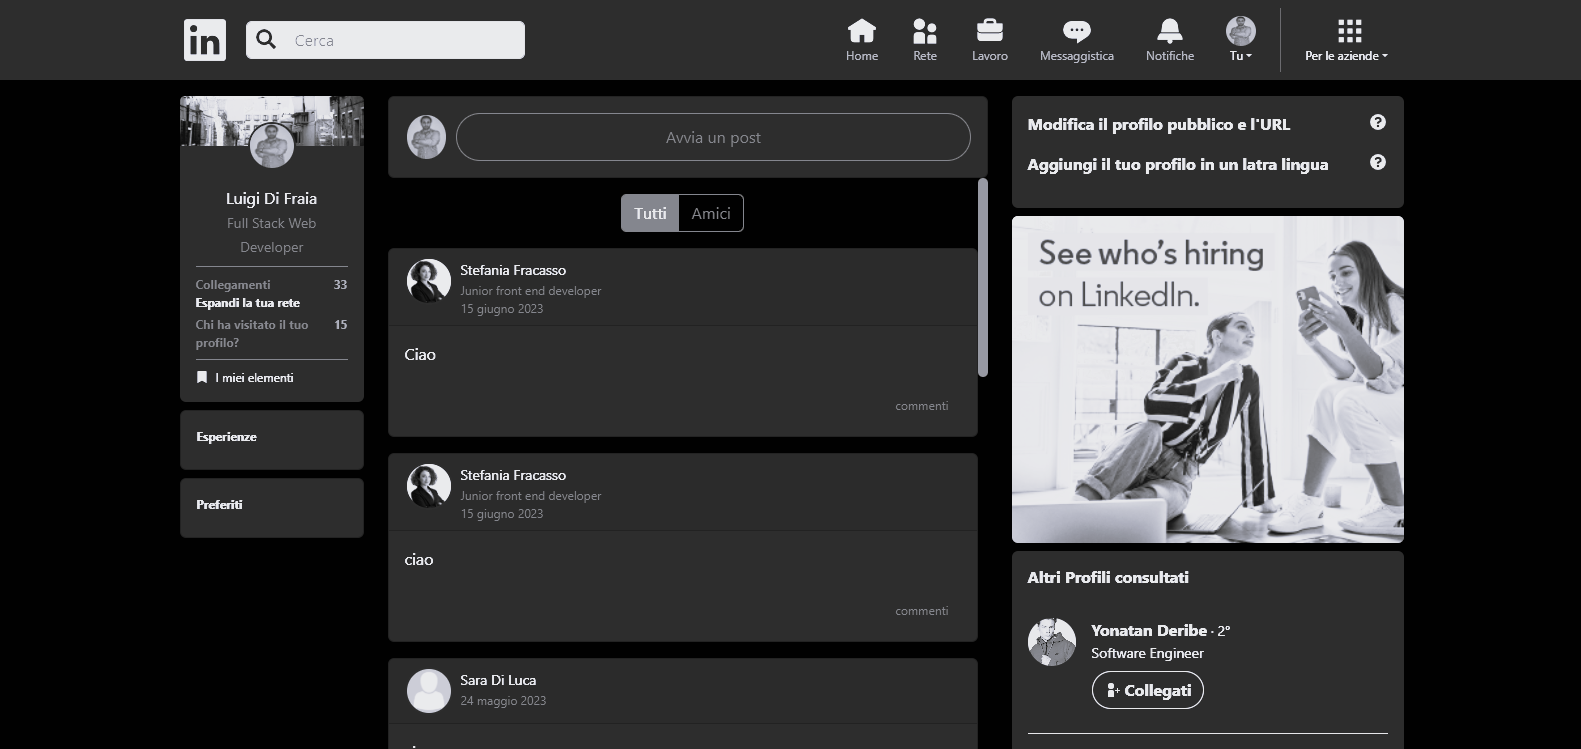 in
Cerca
Home
Rete
Lavoro
Messaggistica
Notifiche
Tu
Per le aziende
Luigi Di Fraia
Full Stack Web
Developer
Collegamenti 33
Espandi la tua rete
Chi ha visitato il tuo 15
profilo?
I miei elementi
Esperienze
Preferiti
Avvia un post
Tutti Amici
Stefania Fracasso
Junior front end developer
15 giugno 2023
Ciao
commenti
Stefania Fracasso
Junior front end developer
15 giugno 2023
ciao
commenti
Sara Di Luca
24 maggio 2023
Modifica il profilo pubblico e l'URL
Aggiungi il tuo profilo in un latra lingua
See who's hiring
on LinkedIn.
Altri Profili consultati
Yonatan Deribe · 2°
Software Engineer
Collegati